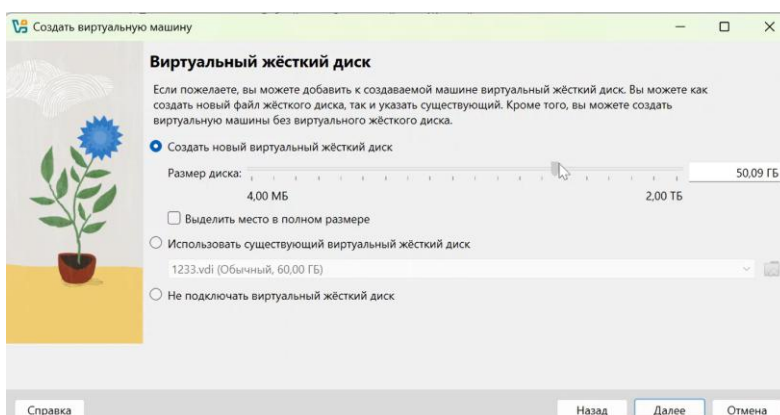 Создать виртуальную машину
Виртуальный жёсткий диск
Если пожелаете, вы можете добавить к создаваемой машине виртуальный жёсткий диск. Вы можете как
создать новый файл жёсткого диска, так и указать существующий. Кроме того, вы можете создать
виртуальную машины без виртуального жёсткого диска.
Создать новый виртуальный жёсткий диск
Размер диска: 50,09 ГБ
4,00 МБ 2,00 ТБ
Выделить место в полном размере
Использовать существующий виртуальный жёсткий диск
1233.vdi (Обычный, 60,00 ГБ)
Не подключать виртуальный жёсткий диск
Справка Назад Далее Отмена